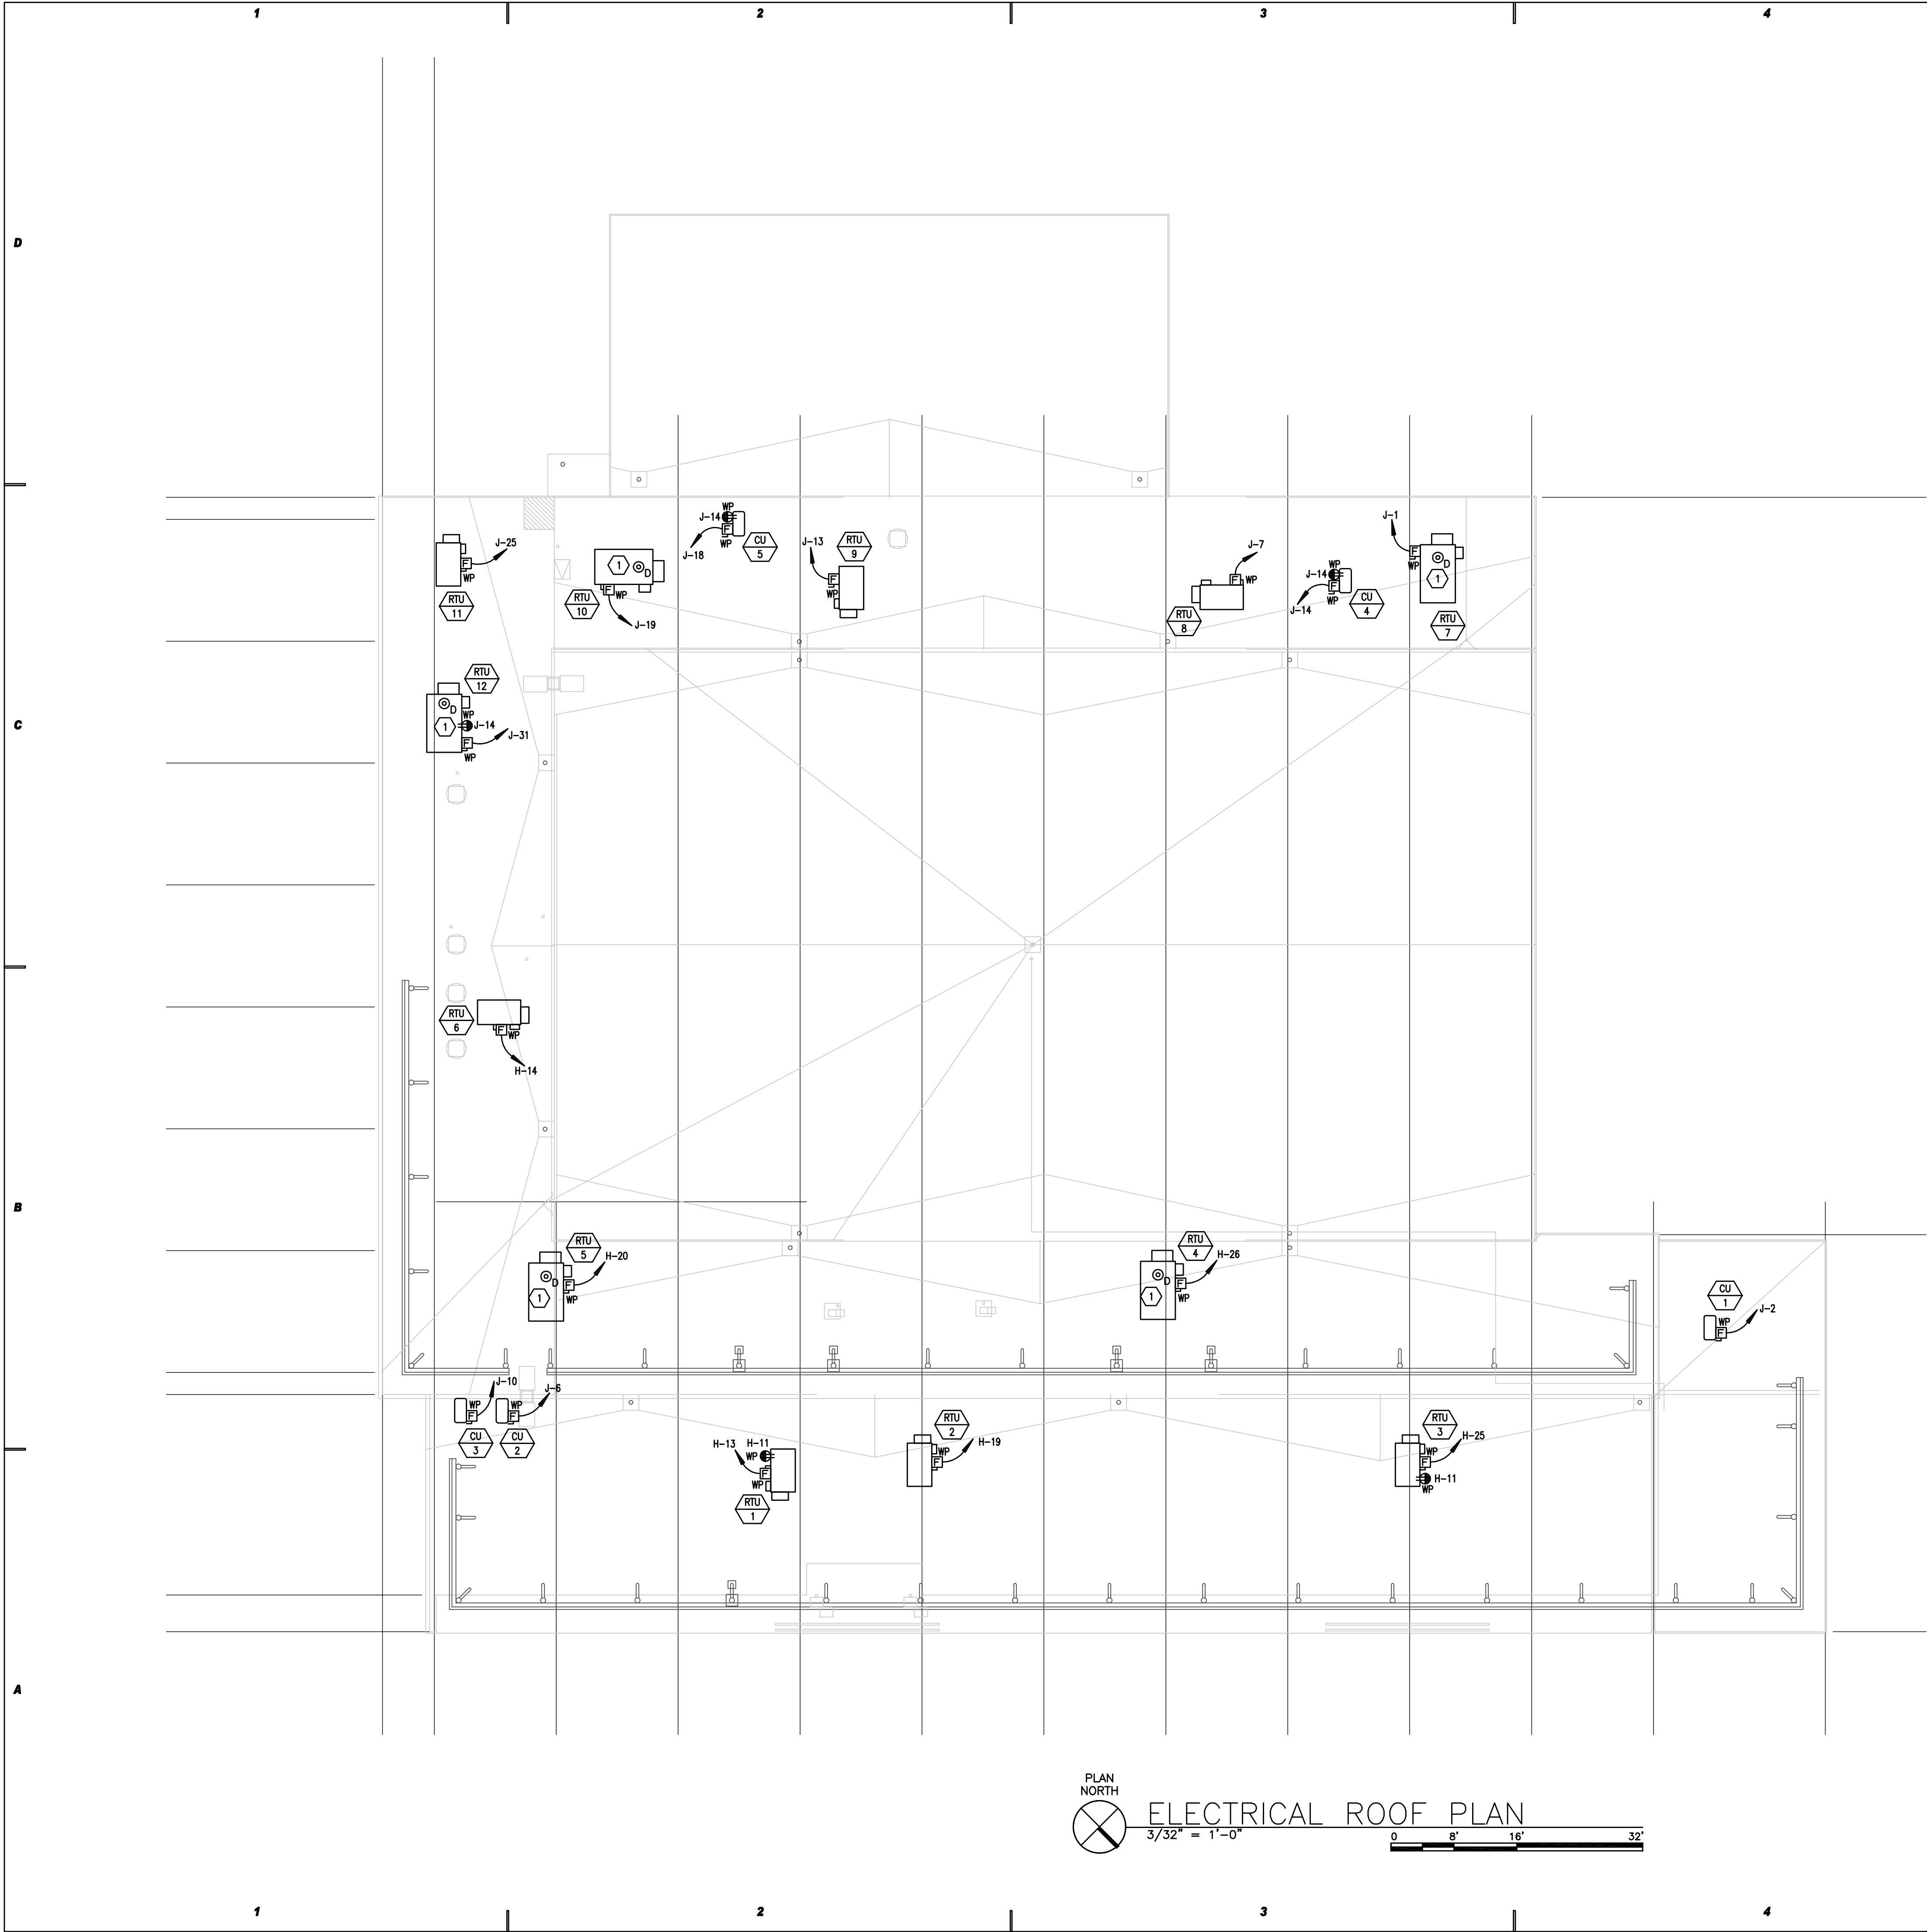 1 2 3 4
D
J-25
WP
RTU
11
1
D
WP
RTU
10
J-19
WP
J-14
WP
J-18
CU
5
J-13
RTU
9
WP
J-7
WP
RTU
8
WP
J-14
WP
J-14
CU
4
J-1
WP
D
1
RTU
7
C
RTU
12
D
WP
1
J-14
J-31
WP
RTU
6
WP
H-14
B
RTU
5
H-20
D
1
WP
RTU
4
H-26
D
1
WP
CU
1
J-2
WP
J-10
WP
CU
3
J-6
WP
CU
2
H-13
H-11
WP
WP
RTU
1
RTU
2
H-19
WP
RTU
3
H-25
WP
H-11
WP
A
PLAN
NORTH
ELECTRICAL ROOF PLAN
3/32" = 1'-0"
0 8' 16' 32'
1 2 3 4